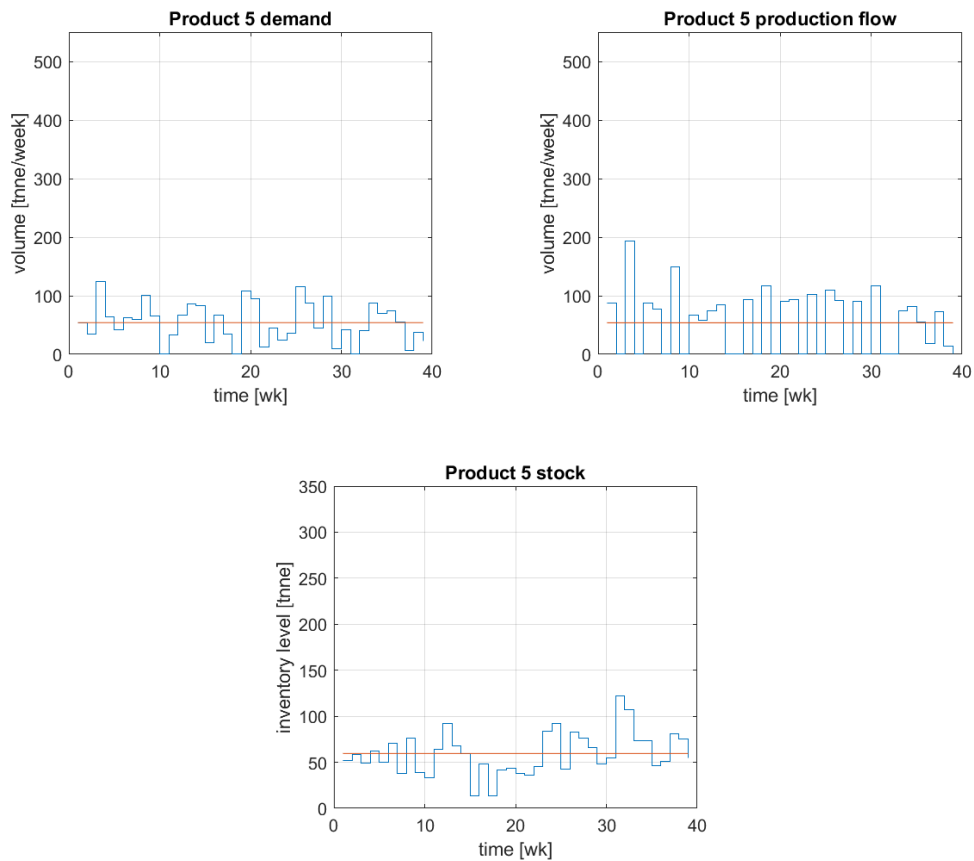 Product 5 demand
volume [tnne/week]
500
400
300
200
100
0
0 10 20 30 40
time [wk]
Product 5 production flow
volume [tnne/week]
500
400
300
200
100
0
0 10 20 30 40
time [wk]
Product 5 stock
inventory level [tnne]
350
300
250
200
150
100
50
0
0 10 20 30 40
time [wk]